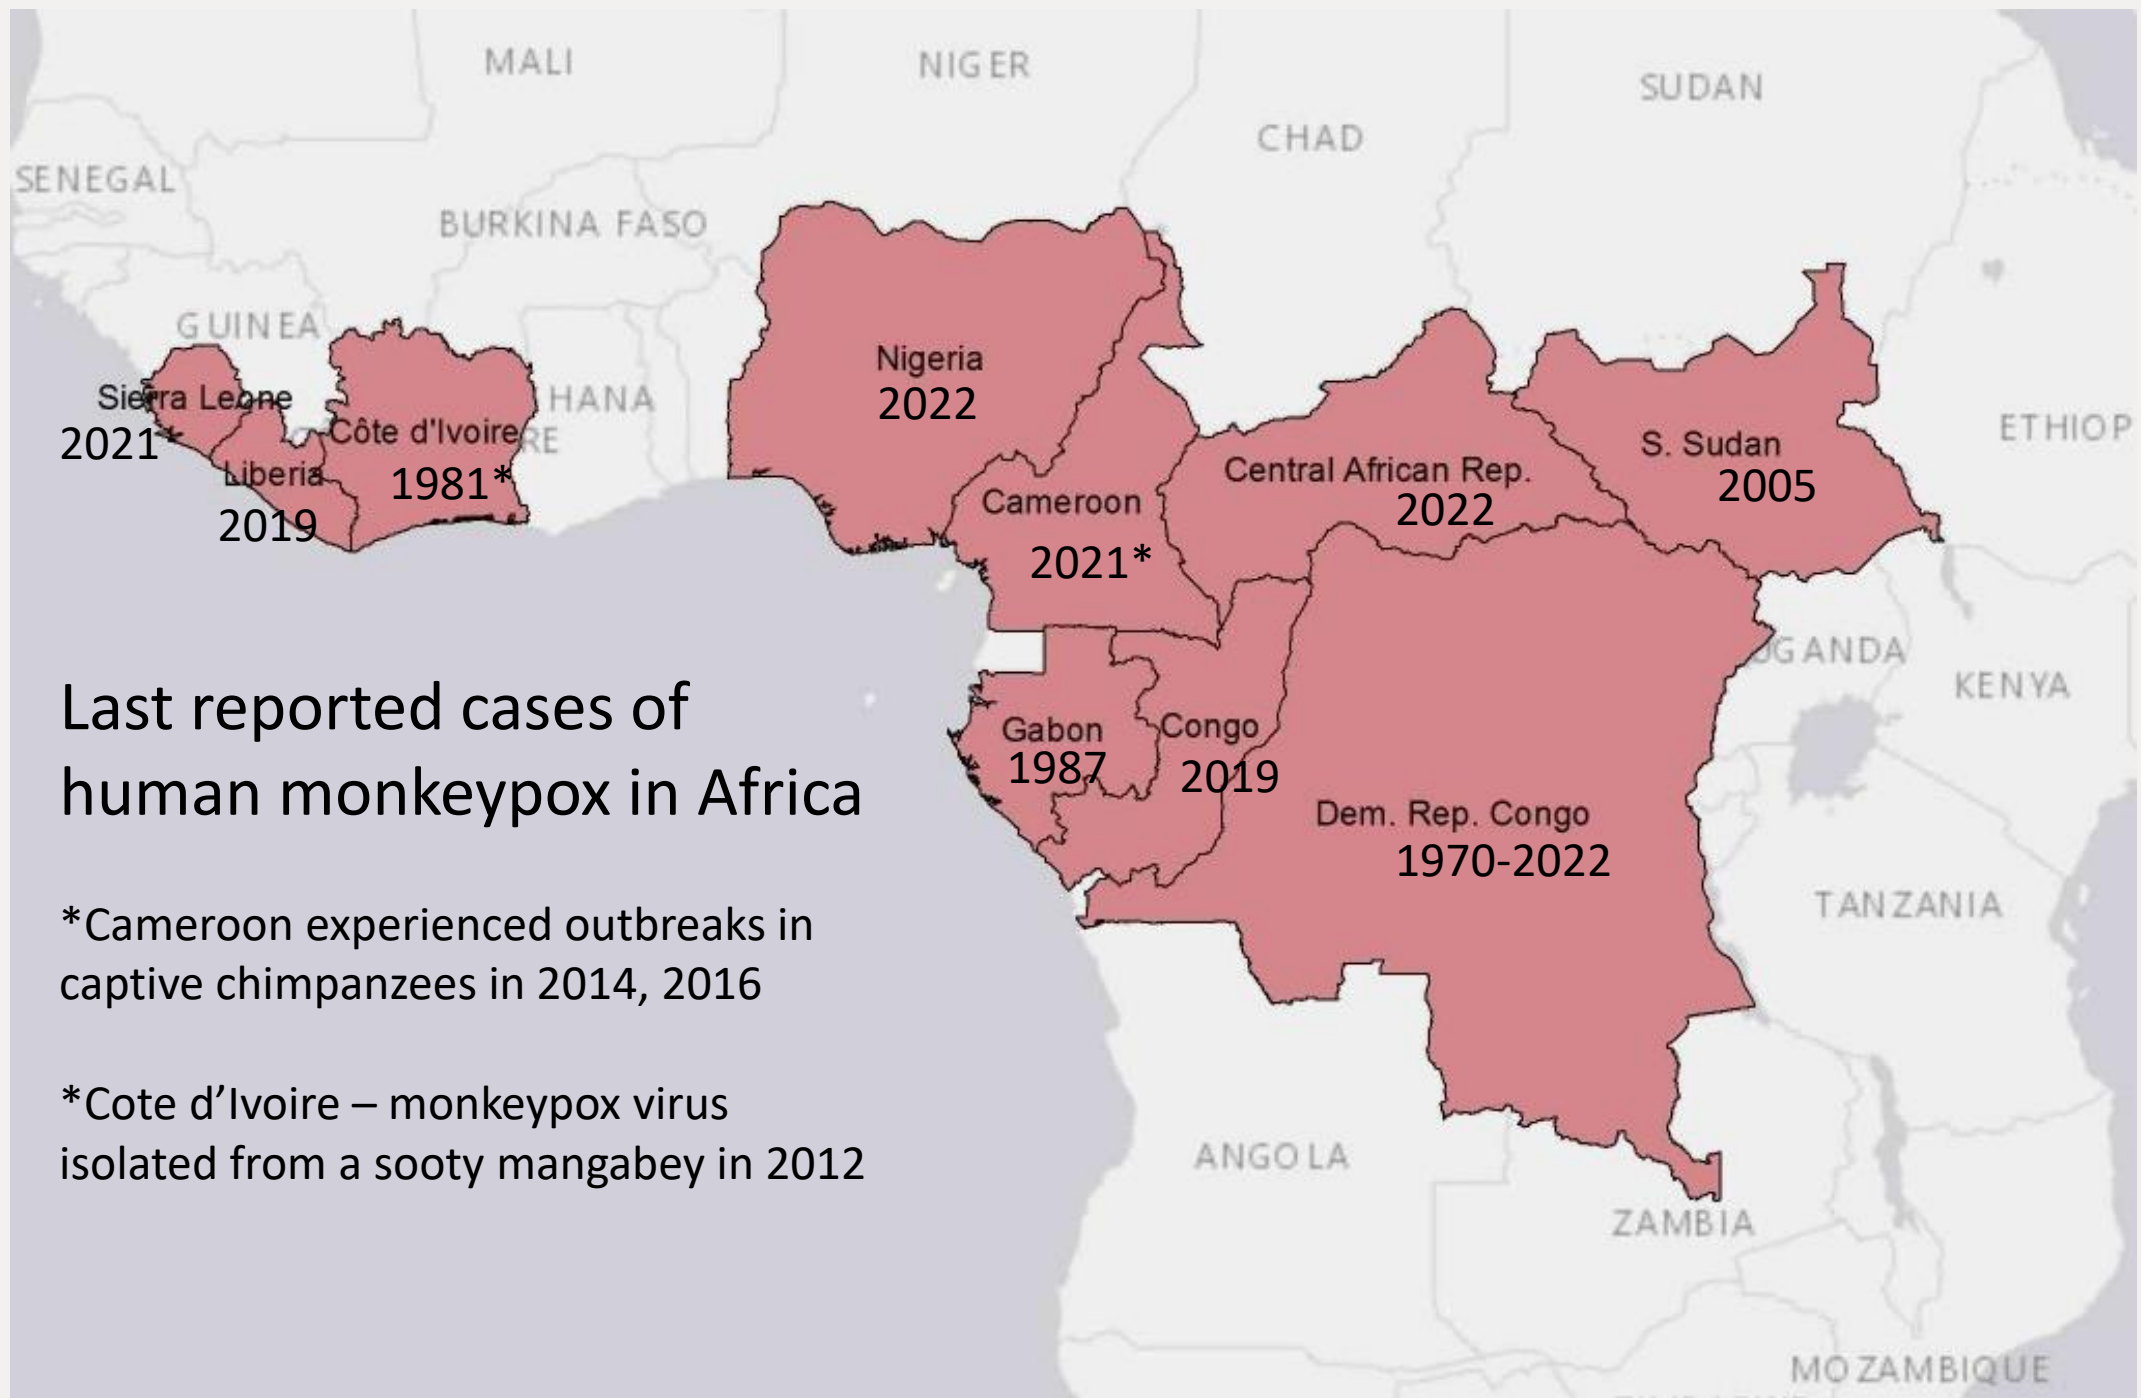 MALI
NIGER
SUDAN
CHAD
SENEGAL
BURKINA FASO
GUINEA
Nigeria
2022
HANA
Sierra Leone
2021*
Côte d'Ivoire
RE
1981*
Liberia
2019
ETHIOP
S. Sudan
2005
Central African Rep.
2022
Cameroon
2021*
UGANDA
KENYA
Last reported cases of
human monkeypox in Africa
Gabon
1987
Congo
2019
Dem. Rep. Congo
1970-2022
TANZANIA
*Cameroon experienced outbreaks in
captive chimpanzees in 2014, 2016
*Cote d’Ivoire – monkeypox virus
isolated from a sooty mangabey in 2012
ANGOLA
ZAMBIA
MOZAMBIQUE